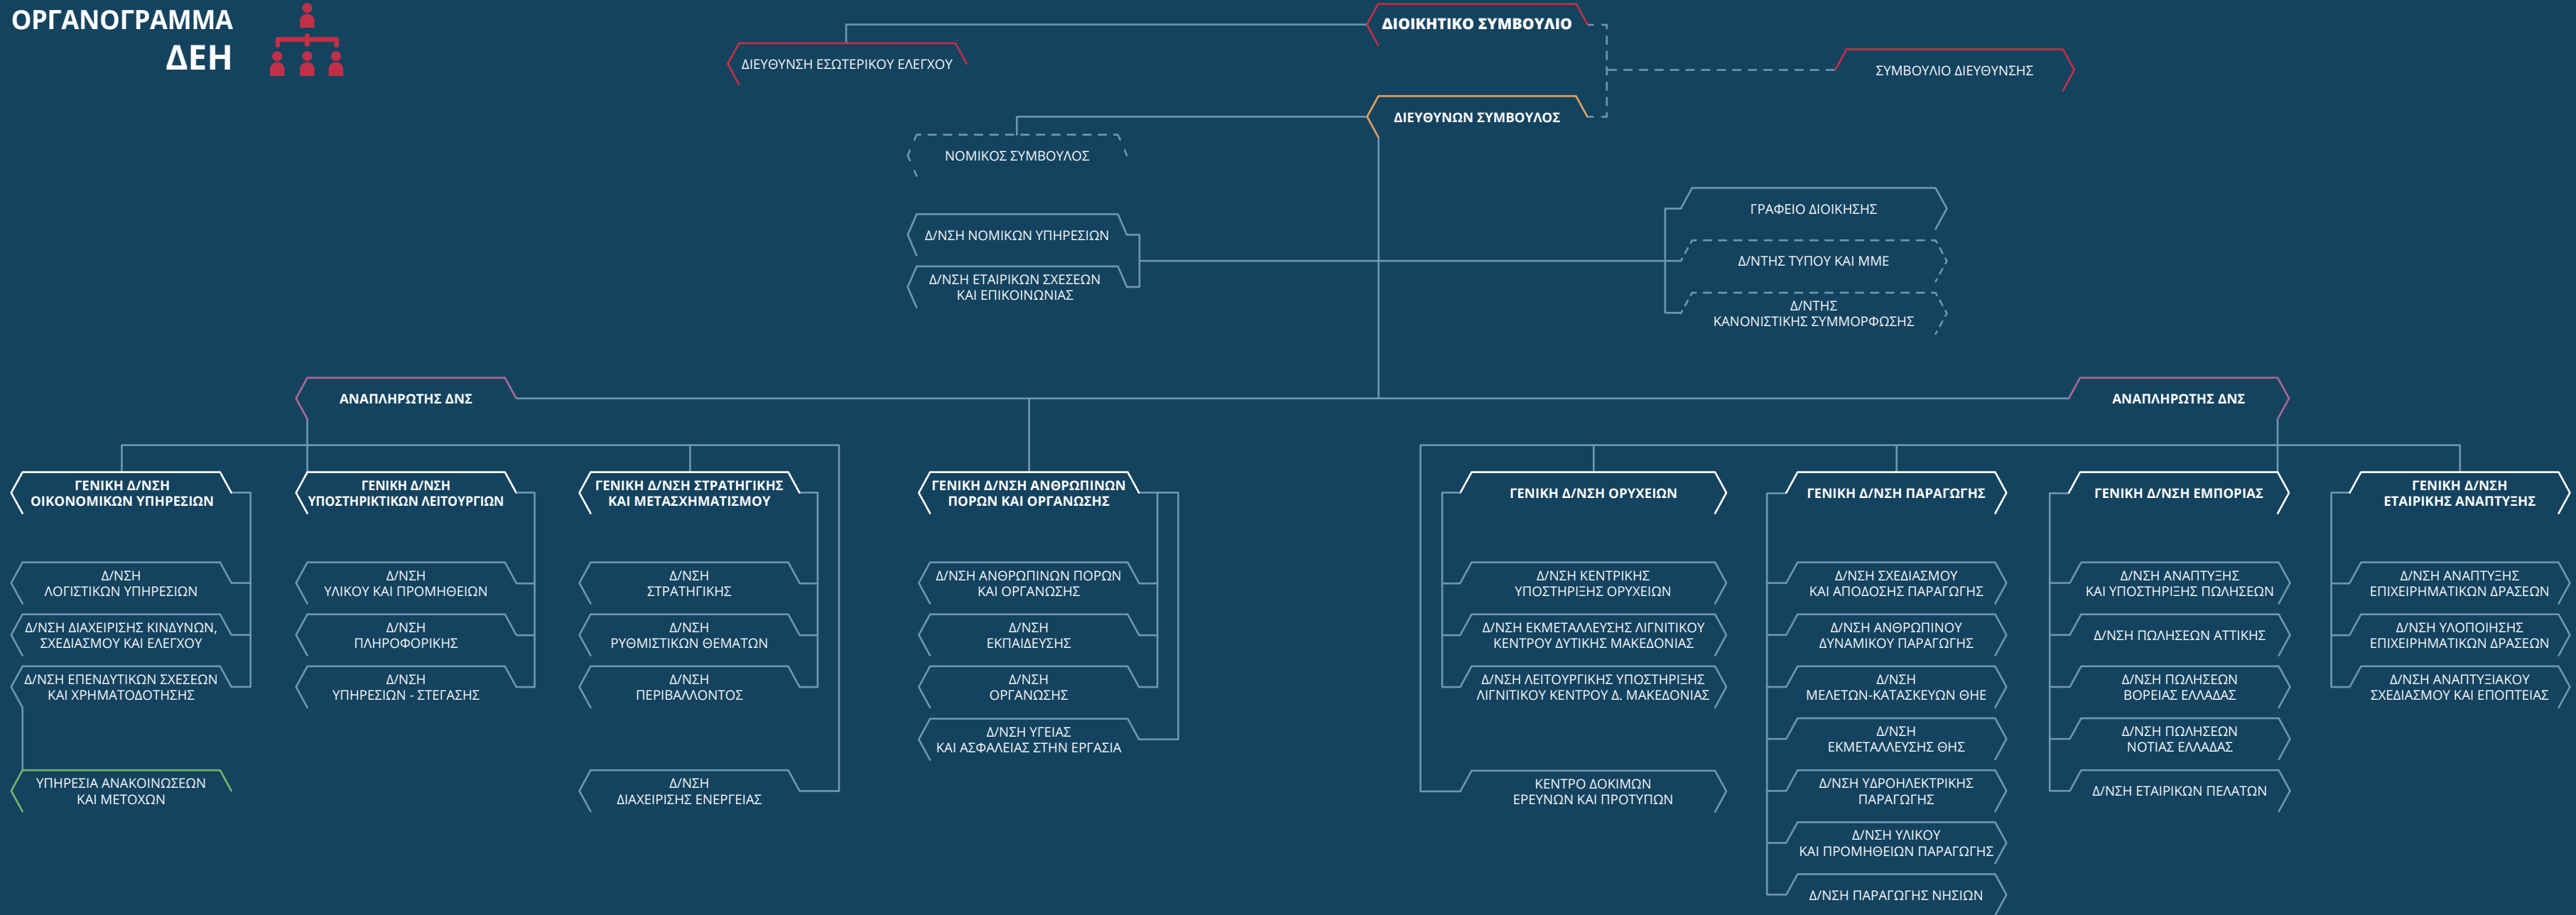 ΟΡΓΑΝΟΓΡΑΜΜΑ
ΔΕΗ
ΔΙΟΙΚΗΤΙΚΟ ΣΥΜΒΟΥΛΙΟ
ΔΙΕΥΘΥΝΣΗ ΕΣΩΤΕΡΙΚΟΥ ΕΛΕΓΧΟΥ
ΣΥΜΒΟΥΛΙΟ ΔΙΕΥΘΥΝΣΗΣ
ΔΙΕΥΘΥΝΩΝ ΣΥΜΒΟΥΛΟΣ
ΝΟΜΙΚΟΣ ΣΥΜΒΟΥΛΟΣ
Δ/ΝΣΗ ΝΟΜΙΚΩΝ ΥΠΗΡΕΣΙΩΝ
Δ/ΝΣΗ ΕΤΑΙΡΙΚΩΝ ΣΧΕΣΕΩΝ
ΚΑΙ ΕΠΙΚΟΙΝΩΝΙΑΣ
ΓΡΑΦΕΙΟ ΔΙΟΙΚΗΣΗΣ
Δ/ΝΤΗΣ ΤΥΠΟΥ ΚΑΙ ΜΜΕ
Δ/ΝΤΗΣ
ΚΑΝΟΝΙΣΤΙΚΗΣ ΣΥΜΜΟΡΦΩΣΗΣ
ΑΝΑΠΛΗΡΩΤΗΣ ΔΝΣ
ΑΝΑΠΛΗΡΩΤΗΣ ΔΝΣ
ΓΕΝΙΚΗ Δ/ΝΣΗ
ΟΙΚΟΝΟΜΙΚΩΝ ΥΠΗΡΕΣΙΩΝ
Δ/ΝΣΗ
ΛΟΓΙΣΤΙΚΩΝ ΥΠΗΡΕΣΙΩΝ
Δ/ΝΣΗ ΔΙΑΧΕΙΡΙΣΗΣ ΚΙΝΔΥΝΩΝ,
ΣΧΕΔΙΑΣΜΟΥ ΚΑΙ ΕΛΕΓΧΟΥ
Δ/ΝΣΗ ΕΠΕΝΔΥΤΙΚΩΝ ΣΧΕΣΕΩΝ
ΚΑΙ ΧΡΗΜΑΤΟΔΟΤΗΣΗΣ
ΥΠΗΡΕΣΙΑ ΑΝΑΚΟΙΝΩΣΕΩΝ
ΚΑΙ ΜΕΤΟΧΩΝ
ΓΕΝΙΚΗ Δ/ΝΣΗ
ΥΠΟΣΤΗΡΙΚΤΙΚΩΝ ΛΕΙΤΟΥΡΓΙΩΝ
Δ/ΝΣΗ
ΥΛΙΚΟΥ ΚΑΙ ΠΡΟΜΗΘΕΙΩΝ
Δ/ΝΣΗ
ΠΛΗΡΟΦΟΡΙΚΗΣ
Δ/ΝΣΗ
ΥΠΗΡΕΣΙΩΝ - ΣΤΕΓΑΣΗΣ
ΓΕΝΙΚΗ Δ/ΝΣΗ ΣΤΡΑΤΗΓΙΚΗΣ
ΚΑΙ ΜΕΤΑΣΧΗΜΑΤΙΣΜΟΥ
Δ/ΝΣΗ
ΣΤΡΑΤΗΓΙΚΗΣ
Δ/ΝΣΗ
ΡΥΘΜΙΣΤΙΚΩΝ ΘΕΜΑΤΩΝ
Δ/ΝΣΗ
ΠΕΡΙΒΑΛΛΟΝΤΟΣ
Δ/ΝΣΗ
ΔΙΑΧΕΙΡΙΣΗΣ ΕΝΕΡΓΕΙΑΣ
ΓΕΝΙΚΗ Δ/ΝΣΗ ΑΝΘΡΩΠΙΝΩΝ
ΠΟΡΩΝ ΚΑΙ ΟΡΓΑΝΩΣΗΣ
Δ/ΝΣΗ ΑΝΘΡΩΠΙΝΩΝ ΠΟΡΩΝ
ΚΑΙ ΟΡΓΑΝΩΣΗΣ
Δ/ΝΣΗ
ΕΚΠΑΙΔΕΥΣΗΣ
Δ/ΝΣΗ
ΟΡΓΑΝΩΣΗΣ
Δ/ΝΣΗ ΥΓΕΙΑΣ
ΚΑΙ ΑΣΦΑΛΕΙΑΣ ΣΤΗΝ ΕΡΓΑΣΙΑ
ΓΕΝΙΚΗ Δ/ΝΣΗ ΟΡΥΧΕΙΩΝ
Δ/ΝΣΗ ΚΕΝΤΡΙΚΗΣ
ΥΠΟΣΤΗΡΙΞΗΣ ΟΡΥΧΕΙΩΝ
Δ/ΝΣΗ ΕΚΜΕΤΑΛΛΕΥΣΗΣ ΛΙΓΝΙΤΙΚΟΥ
ΚΕΝΤΡΟΥ ΔΥΤΙΚΗΣ ΜΑΚΕΔΟΝΙΑΣ
Δ/ΝΣΗ ΛΕΙΤΟΥΡΓΙΚΗΣ ΥΠΟΣΤΗΡΙΞΗΣ
ΛΙΓΝΙΤΙΚΟΥ ΚΕΝΤΡΟΥ Δ. ΜΑΚΕΔΟΝΙΑΣ
ΚΕΝΤΡΟ ΔΟΚΙΜΩΝ
ΕΡΕΥΝΩΝ ΚΑΙ ΠΡΟΤΥΠΩΝ
ΓΕΝΙΚΗ Δ/ΝΣΗ ΠΑΡΑΓΩΓΗΣ
Δ/ΝΣΗ ΣΧΕΔΙΑΣΜΟΥ
ΚΑΙ ΑΠΟΔΟΣΗΣ ΠΑΡΑΓΩΓΗΣ
Δ/ΝΣΗ ΑΝΘΡΩΠΙΝΟΥ
ΔΥΝΑΜΙΚΟΥ ΠΑΡΑΓΩΓΗΣ
Δ/ΝΣΗ
ΜΕΛΕΤΩΝ-ΚΑΤΑΣΚΕΥΩΝ ΘΗΕ
Δ/ΝΣΗ
ΕΚΜΕΤΑΛΛΕΥΣΗΣ ΘΗΣ
Δ/ΝΣΗ ΥΔΡΟΗΛΕΚΤΡΙΚΗΣ
ΠΑΡΑΓΩΓΗΣ
Δ/ΝΣΗ ΥΛΙΚΟΥ
ΚΑΙ ΠΡΟΜΗΘΕΙΩΝ ΠΑΡΑΓΩΓΗΣ
Δ/ΝΣΗ ΠΑΡΑΓΩΓΗΣ ΝΗΣΙΩΝ
ΓΕΝΙΚΗ Δ/ΝΣΗ ΕΜΠΟΡΙΑΣ
Δ/ΝΣΗ ΑΝΑΠΤΥΞΗΣ
ΚΑΙ ΥΠΟΣΤΗΡΙΞΗΣ ΠΩΛΗΣΕΩΝ
Δ/ΝΣΗ ΠΩΛΗΣΕΩΝ ΑΤΤΙΚΗΣ
Δ/ΝΣΗ ΠΩΛΗΣΕΩΝ
ΒΟΡΕΙΑΣ ΕΛΛΑΔΑΣ
Δ/ΝΣΗ ΠΩΛΗΣΕΩΝ
ΝΟΤΙΑΣ ΕΛΛΑΔΑΣ
Δ/ΝΣΗ ΕΤΑΙΡΙΚΩΝ ΠΕΛΑΤΩΝ
ΓΕΝΙΚΗ Δ/ΝΣΗ
ΕΤΑΙΡΙΚΗΣ ΑΝΑΠΤΥΞΗΣ
Δ/ΝΣΗ ΑΝΑΠΤΥΞΗΣ
ΕΠΙΧΕΙΡΗΜΑΤΙΚΩΝ ΔΡΑΣΕΩΝ
Δ/ΝΣΗ ΥΛΟΠΟΙΗΣΗΣ
ΕΠΙΧΕΙΡΗΜΑΤΙΚΩΝ ΔΡΑΣΕΩΝ
Δ/ΝΣΗ ΑΝΑΠΤΥΞΙΑΚΟΥ
ΣΧΕΔΙΑΣΜΟΥ ΚΑΙ ΕΠΟΠΤΕΙΑΣ